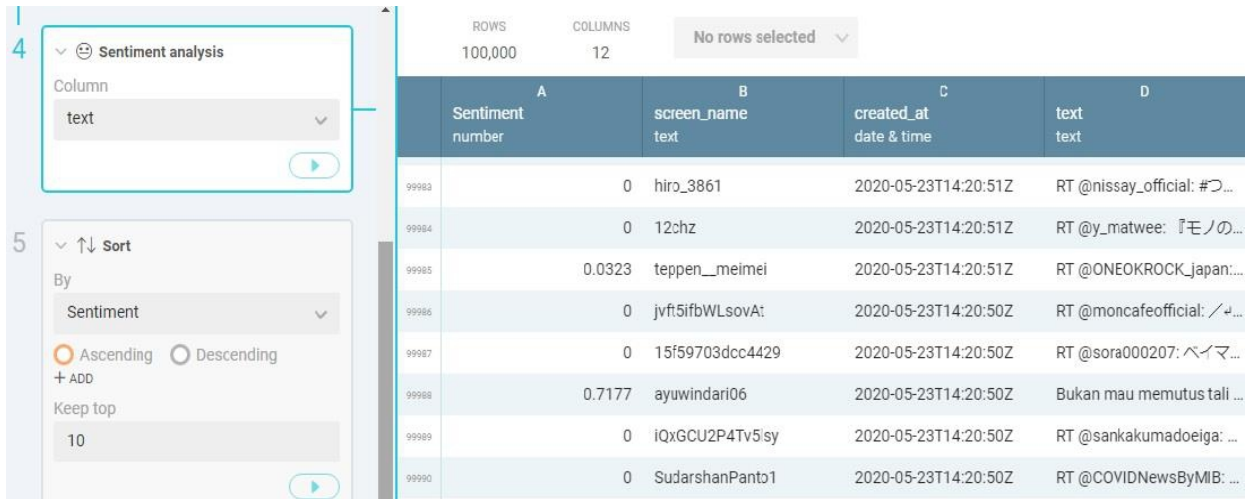 4
Sentiment analysis
Column
text
5
Sort
By
Sentiment
Ascending Descending
+ ADD
Keep top
10
ROWS COLUMNS
100,000 12
No rows selected
A B C D
Sentiment screen_name created_at text
number text date & time text
99983 0 hiro_3861 2020-05-23T14:20:51Z RT @nissay_official: #つ...
99984 0 12chz 2020-05-23T14:20:51Z RT @y_matwee: 『モノの...
99985 0.0323 teppen__meimei 2020-05-23T14:20:51Z RT @ONEOKROCK_japan:...
99986 0 jvft5ifbWLsovAt 2020-05-23T14:20:50Z RT @moncafeofficial: ／↲...
99987 0 15f59703dcc4429 2020-05-23T14:20:50Z RT @sora000207: ベイマ...
99988 0.7177 ayuwindari06 2020-05-23T14:20:50Z Bukan mau memutus tali ...
99989 0 2020-05-23T14:20:50Z RT @sankakumadoeiga: ...
99990 0 SudarshanPanto1 2020-05-23T14:20:50Z RT @COVIDNewsByMIB: ...